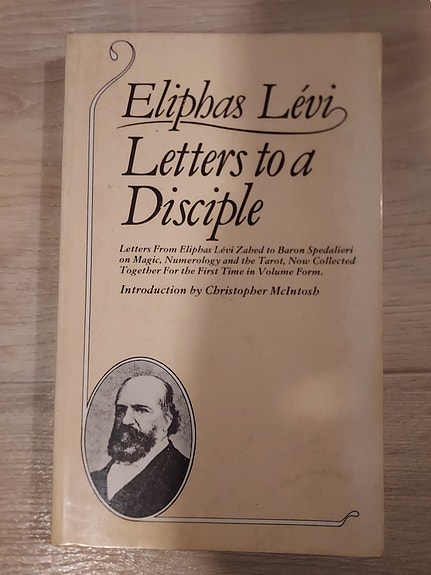 Eliphas Lévi
Letters to a
Disciple
Letters From Eliphas Lévi Zahed to Baron Spedalieri
on Magic, Numerology and the Tarot, Now Collected
Together For the First Time in Volume Form.
Introduction by Christopher McIntosh